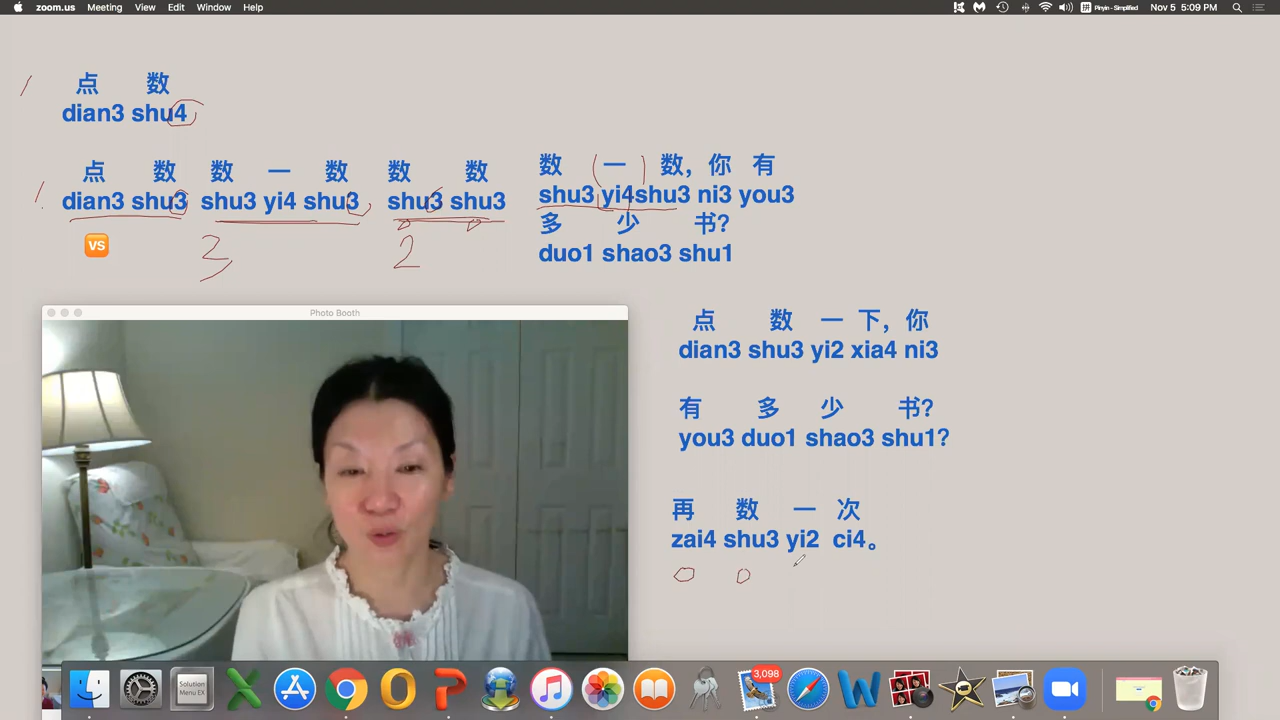 zoom.us Meeting View Edit Window Help Pinyin - Simplified Nov 5 5:09 PM
点 数
dian3 shu4
点 数 数 一 数 数 数
dian3 shu3 shu3 yi4 shu3 shu3 shu3
VS 3 2
数 一 数，你 有
shu3 yi4shu3 ni3 you3
多 少 书？
duo1 shao3 shu1
Photo Booth
点 数 一 下，你
dian3 shu3 yi2 xia4 ni3
有 多 少 书？
you3 duo1 shao3 shu1？
再 数 一 次
zai4 shu3 yi2 ci4。
Solution
Menu EX
3,098